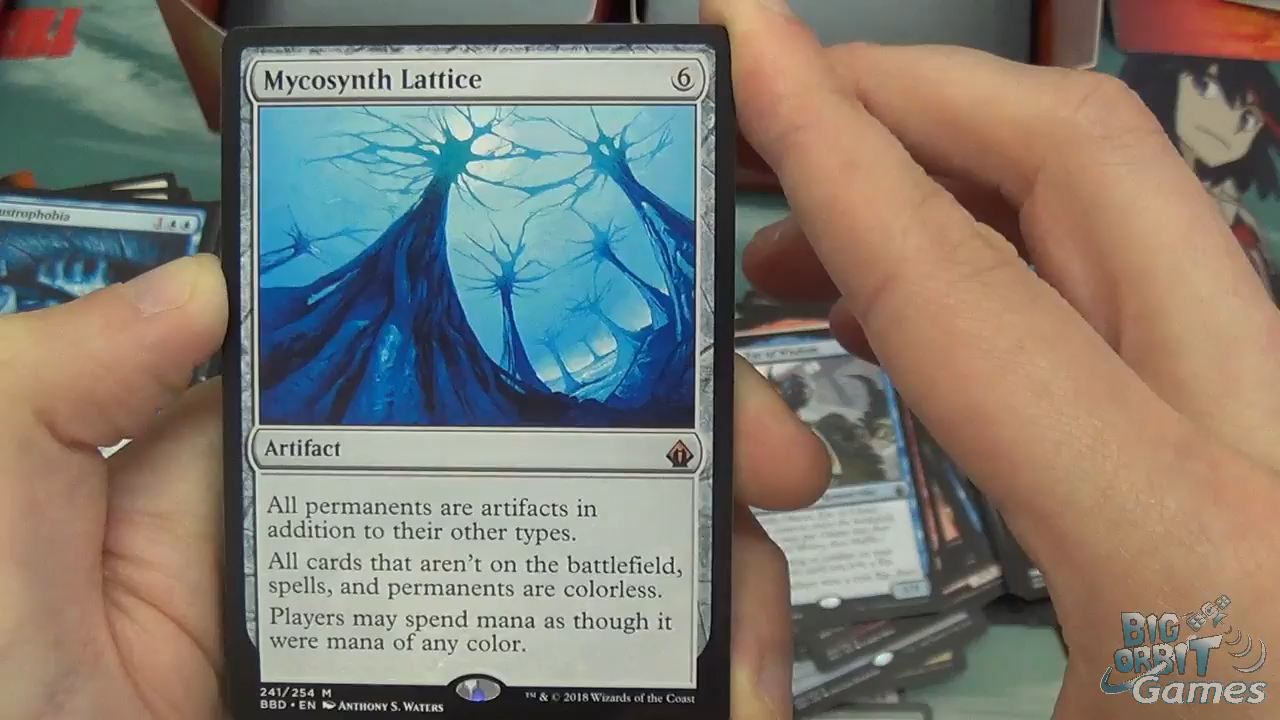 Mycosynth Lattice 6
Artifact
All permanents are artifacts in
addition to their other types.
All cards that aren't on the battlefield,
spells, and permanents are colorless.
Players may spend mana as though it
were mana of any color.
241/254 M
BBD • EN Anthony S. Waters
™ & © 2018 Wizards of the Coast
ustrophobia 1
BIG
ORBIT
Games